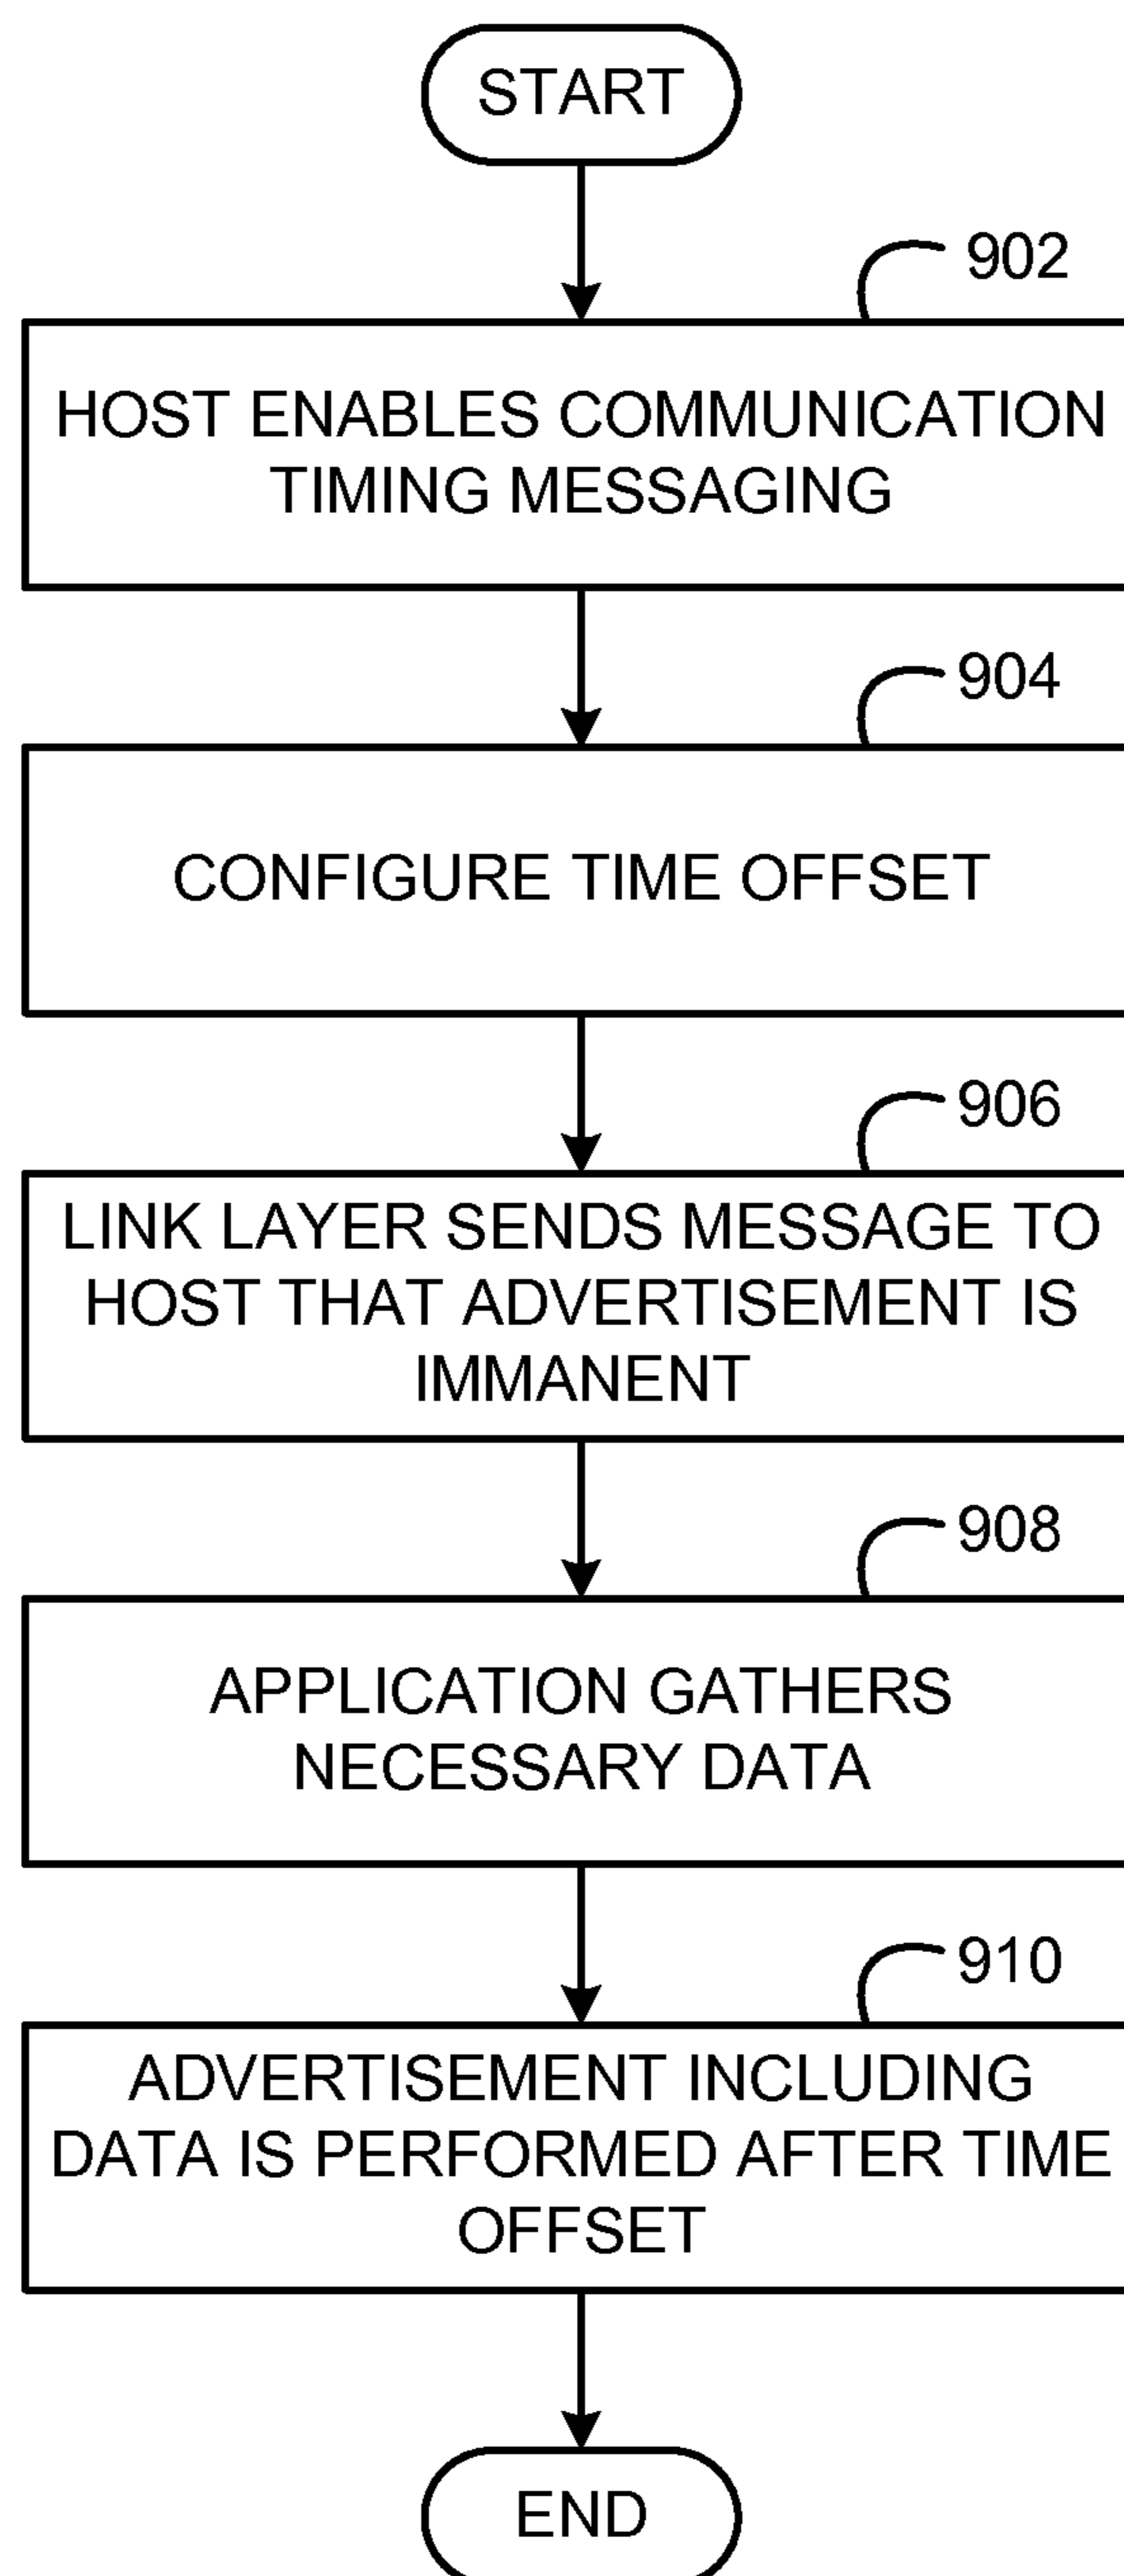 START
902
HOST ENABLES COMMUNICATION
TIMING MESSAGING
904
CONFIGURE TIME OFFSET
906
LINK LAYER SENDS MESSAGE TO
HOST THAT ADVERTISEMENT IS
IMMANENT
908
APPLICATION GATHERS
NECESSARY DATA
910
ADVERTISEMENT INCLUDING
DATA IS PERFORMED AFTER TIME
OFFSET
END